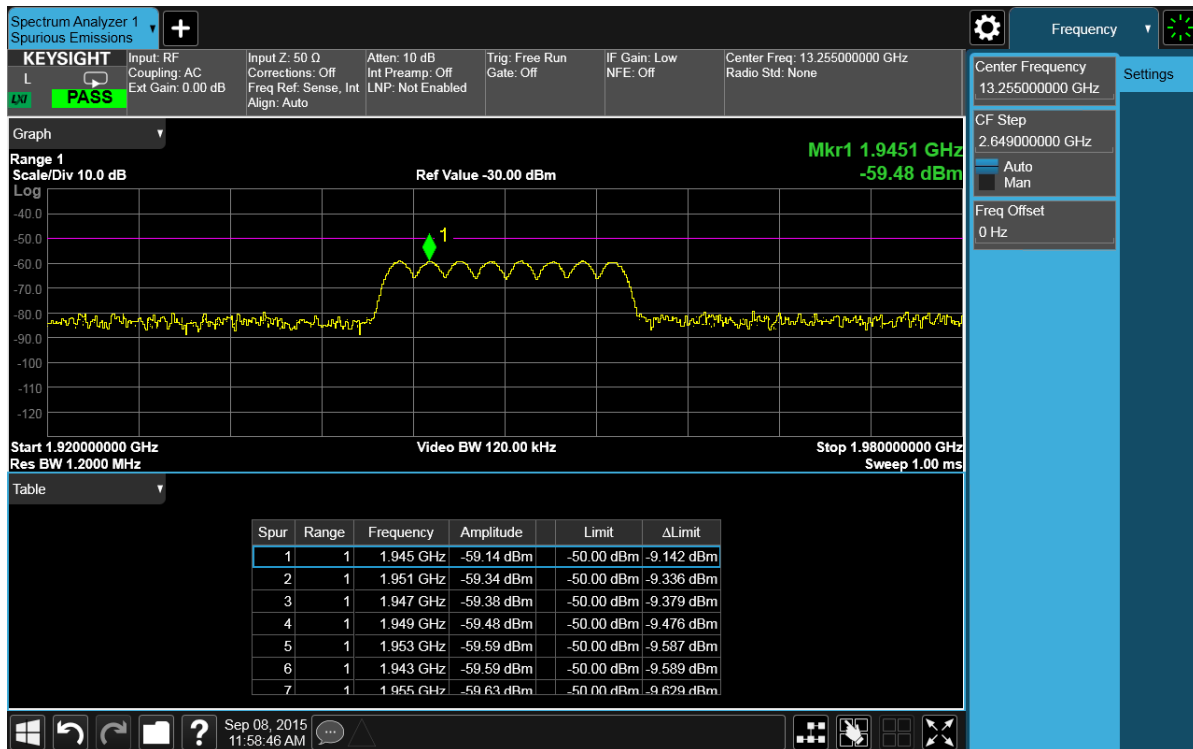 Spectrum Analyzer 1
Spurious Emissions
Frequency
KEYSIGHT
L
LXI
PASS
Input: RF
Coupling: AC
Ext Gain: 0.00 dB
Input Z: 50 Ω
Corrections: Off
Freq Ref: Sense, Int
Align: Auto
Atten: 10 dB
Int Preamp: Off
LNP: Not Enabled
Trig: Free Run
Gate: Off
IF Gain: Low
NFE: Off
Center Freq: 13.255000000 GHz
Radio Std: None
Center Frequency
13.255000000 GHz
Settings
CF Step
2.649000000 GHz
Auto
Man
Freq Offset
0 Hz
Graph
Range 1
Scale/Div 10.0 dB
Ref Value -30.00 dBm
Mkr1 1.9451 GHz
-59.48 dBm
Log
-40.0
-50.0
-60.0
-70.0
-80.0
-90.0
-100
-110
-120
1
Start 1.920000000 GHz
Video BW 120.00 kHz
Stop 1.980000000 GHz
Res BW 1.2000 MHz
Sweep 1.00 ms
Table
Spur Range Frequency Amplitude Limit ΔLimit
1 1 1.945 GHz -59.14 dBm -50.00 dBm -9.142 dBm
2 1 1.951 GHz -59.34 dBm -50.00 dBm -9.336 dBm
3 1 1.947 GHz -59.38 dBm -50.00 dBm -9.379 dBm
4 1 1.949 GHz -59.48 dBm -50.00 dBm -9.476 dBm
5 1 1.953 GHz -59.59 dBm -50.00 dBm -9.587 dBm
6 1 1.943 GHz -59.59 dBm -50.00 dBm -9.589 dBm
7 1 1.955 GHz -59.63 dBm -50.00 dBm -9.629 dBm
?
Sep 08, 2015
11:58:46 AM